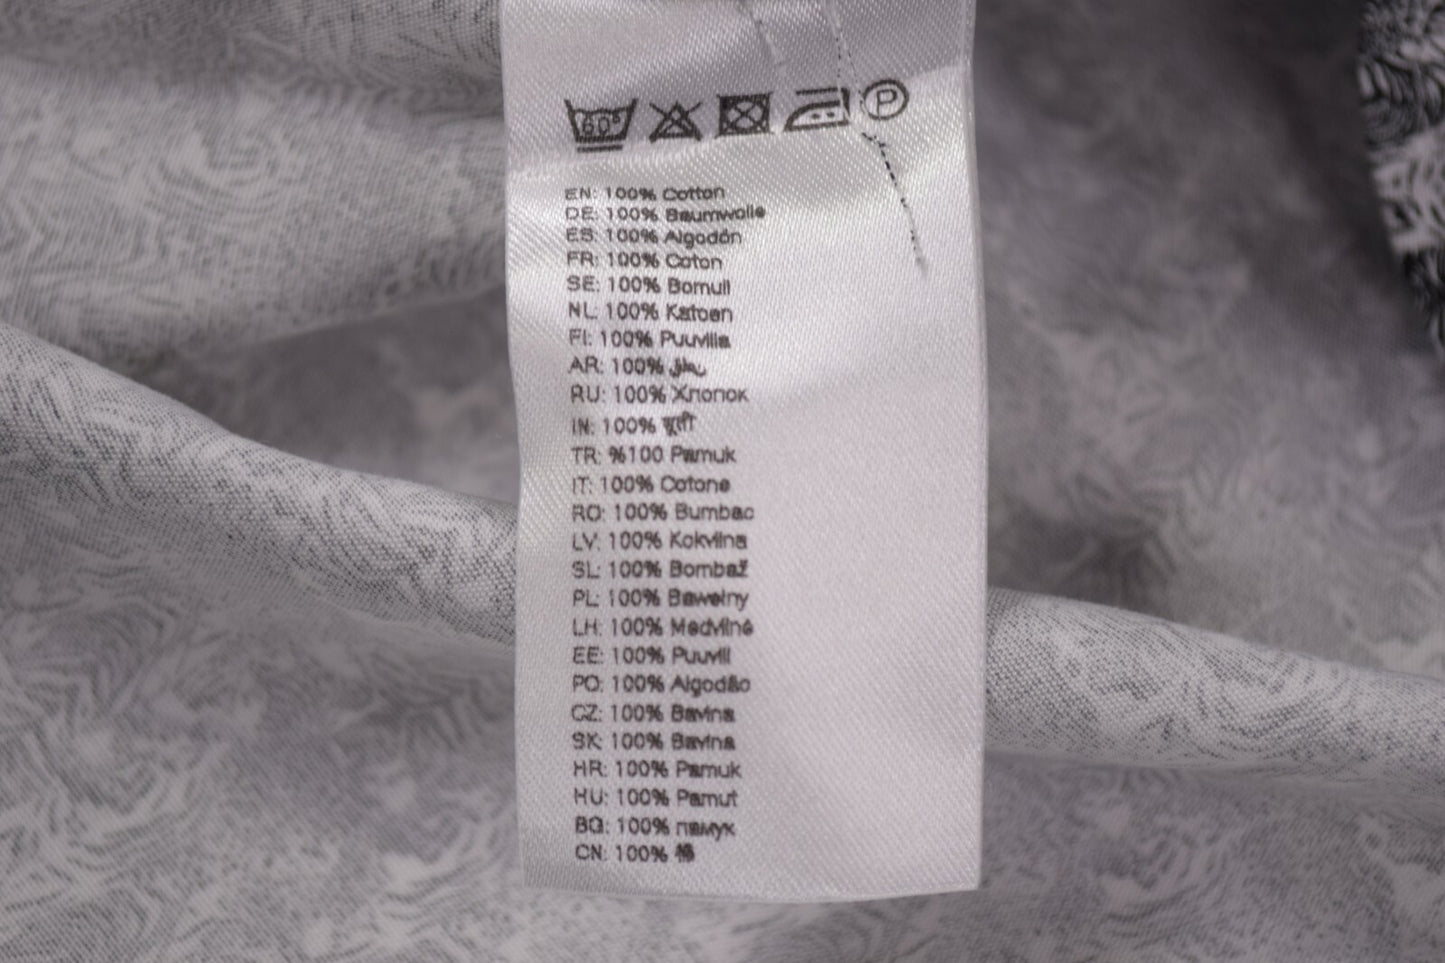 60°
P
EN: 100% Cotton
DE: 100% Baumwolle
ES: 100% Algodón
FR: 100% Coton
SE: 100% Bomull
NL: 100% Katoen
FI: 100% Puuvilla
AR: 100%
RU: 100% Хлопок
IN: 100% सूती
TR: %100 Pamuk
IT: 100% Cotone
RO: 100% Bumbac
LV: 100% Kokvilna
SL: 100% Bombaž
PL: 100% Bawełny
LH: 100% Medvilnė
EE: 100% Puuvill
PO: 100% Algodão
CZ: 100% Bavlna
SK: 100% Bavlna
HR: 100% Pamuk
HU: 100% Pamut
BG: 100% памук
CN: 100% 棉